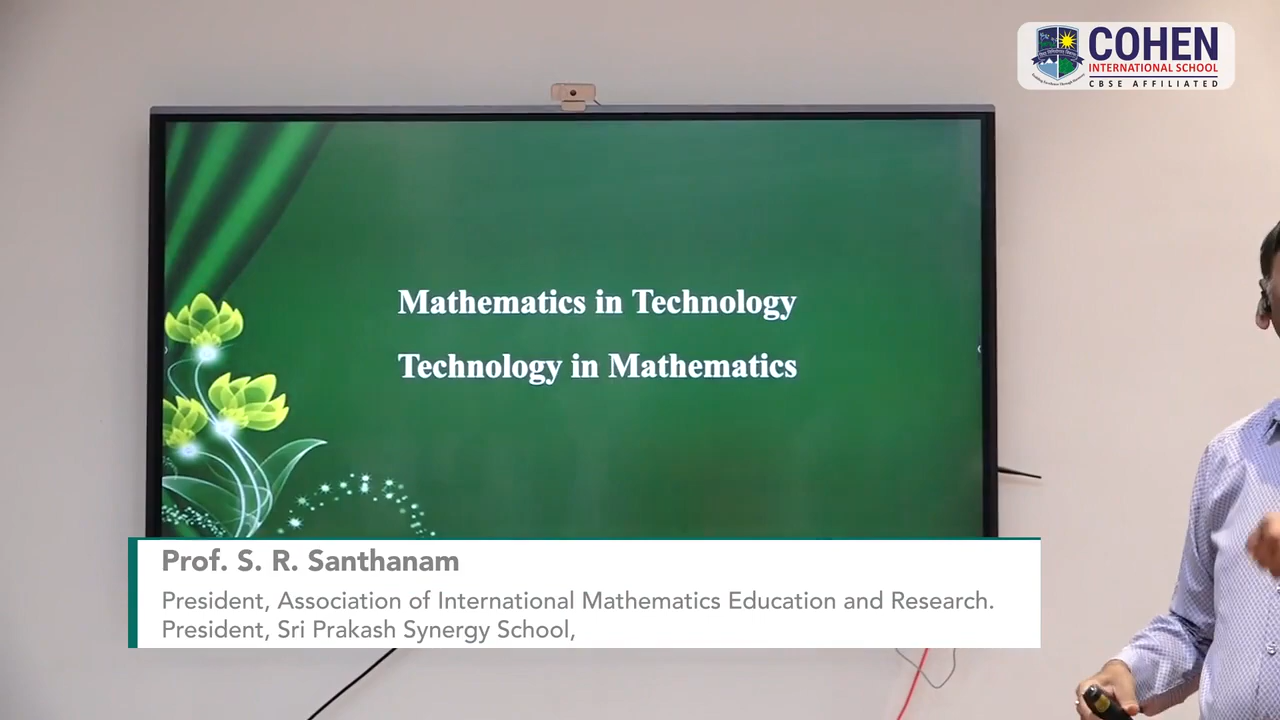 COHEN
INTERNATIONAL SCHOOL
CBSE AFFILIATED
Mathematics in Technology
Technology in Mathematics
Prof. S. R. Santhanam
President, Association of International Mathematics Education and Research.
President, Sri Prakash Synergy School,